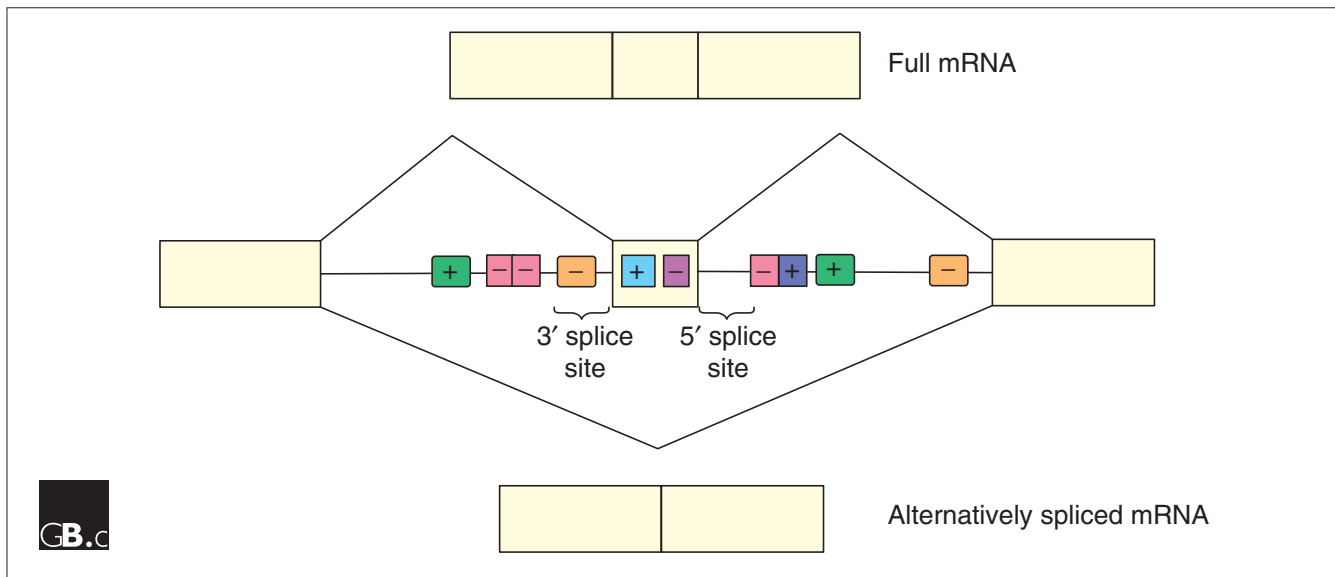 Full mRNA
+ − − − + − − + + −
3′ splice site
5′ splice site
Alternatively spliced mRNA
GB.c